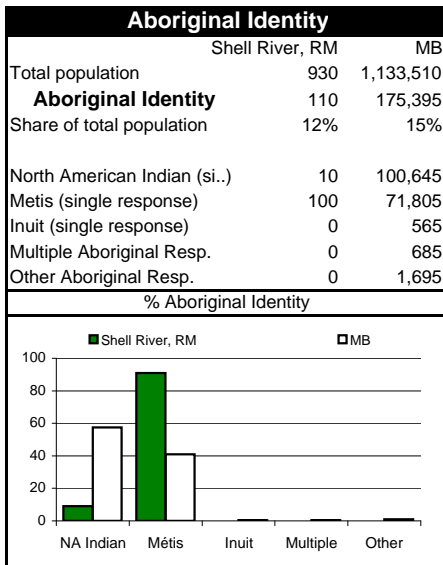 Aboriginal Identity
Shell River, RM MB
Total population 930 1,133,510
Aboriginal Identity 110 175,395
Share of total population 12% 15%
North American Indian (si..) 10 100,645
Metis (single response) 100 71,805
Inuit (single response) 0 565
Multiple Aboriginal Resp. 0 685
Other Aboriginal Resp. 0 1,695
% Aboriginal Identity
Shell River, RM MB
100
80
60
40
20
0
NA Indian Métis Inuit Multiple Other